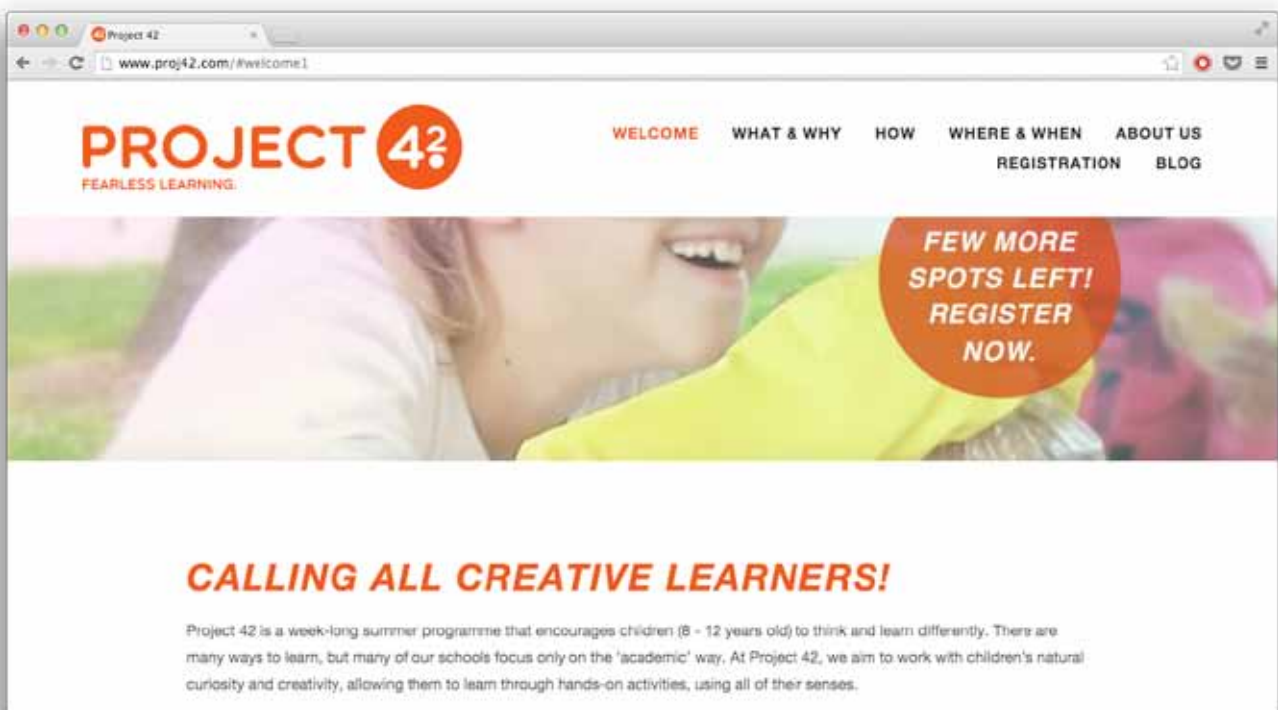 Project 42
www.proj42.com/#welcome1
PROJECT 42
FEARLESS LEARNING.
WELCOME WHAT & WHY HOW WHERE & WHEN ABOUT US
REGISTRATION BLOG
FEW MORE
SPOTS LEFT!
REGISTER
NOW.
CALLING ALL CREATIVE LEARNERS!
Project 42 is a week-long summer programme that encourages children (8 - 12 years old) to think and learn differently. There are
many ways to learn, but many of our schools focus only on the 'academic' way. At Project 42, we aim to work with children's natural
curiosity and creativity, allowing them to learn through hands-on activities, using all of their senses.